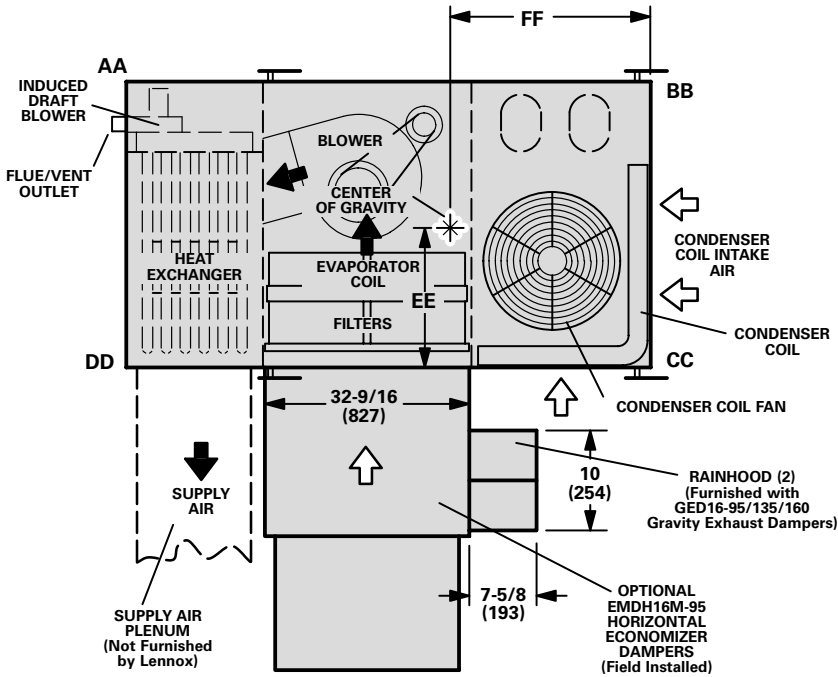 FF
AA
BB
INDUCED
DRAFT
BLOWER
FLUE/VENT
OUTLET
BLOWER
CENTER
OF GRAVITY
HEAT
EXCHANGER
EVAPORATOR
COIL
EE
FILTERS
CONDENSER
COIL INTAKE
AIR
CONDENSER
COIL
DD
CC
CONDENSER COIL FAN
32-9/16
(827)
SUPPLY
AIR
10
(254)
RAINHOOD (2)
(Furnished with
GED16-95/135/160
Gravity Exhaust Dampers)
7-5/8
(193)
SUPPLY AIR
PLENUM
(Not Furnished
by Lennox)
OPTIONAL
EMDH16M-95
HORIZONTAL
ECONOMIZER
DAMPERS
(Field Installed)